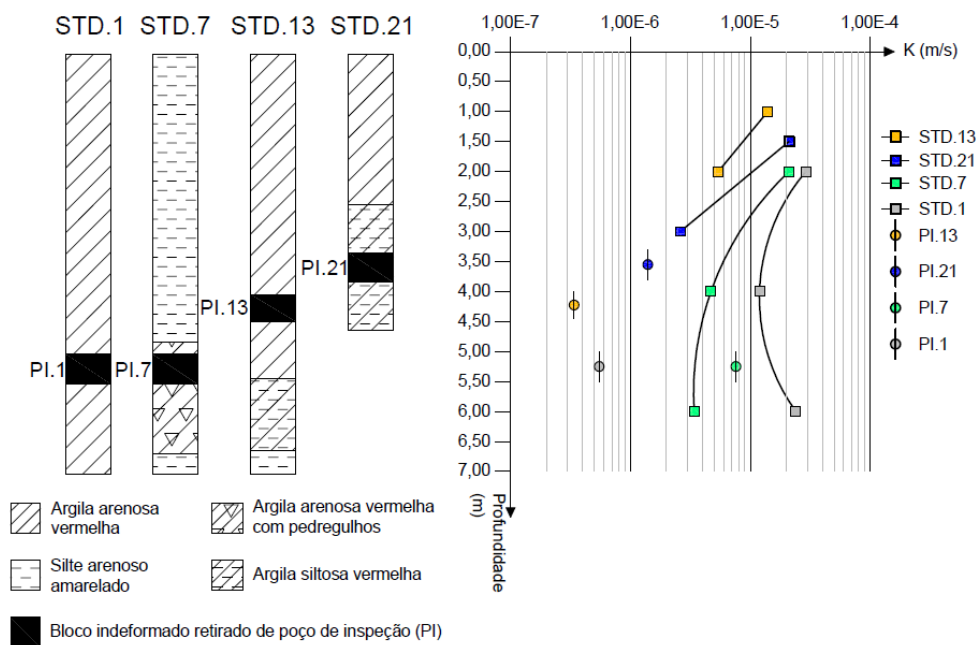 STD.1 STD.7 STD.13 STD.21
PI.1
PI.7
PI.13
PI.21
Argila arenosa
vermelha
Argila arenosa vermelha
com pedregulhos
Silte arenoso
amarelado
Argila siltosa vermelha
Bloco indeformado retirado de poço de inspeção (PI)
1,00E-7 1,00E-6 1,00E-5 1,00E-4
K (m/s)
0,00
0,50
1,00
1,50
2,00
2,50
3,00
3,50
4,00
4,50
5,00
5,50
6,00
6,50
7,00
Profundidade
(m)
STD.13
STD.21
STD.7
STD.1
PI.13
PI.21
PI.7
PI.1